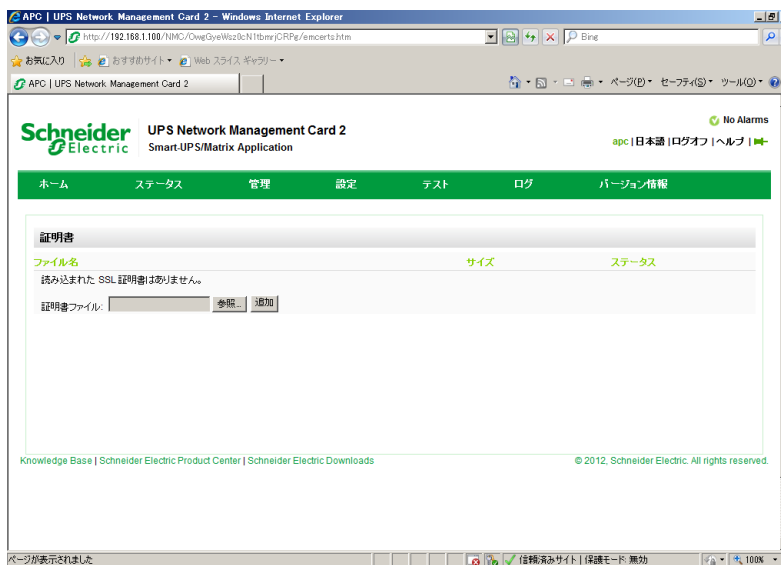 APC | UPS Network Management Card 2 - Windows Internet Explorer
http://192.168.1.100/NMC/OwgGyeWsz0cN1tbmrjCRPg/emcerts.htm
Bing
お気に入り おすすめサイト Web スライス ギャラリー
APC | UPS Network Management Card 2
ページ(P) セーフティ(S) ツール(O)
No Alarms
Schneider Electric
UPS Network Management Card 2
Smart-UPS/Matrix Application
apc | 日本語 | ログオフ | ヘルプ |
ホーム ステータス 管理 設定 テスト ログ バージョン情報
証明書
ファイル名 サイズ ステータス
読み込まれた SSL 証明書はありません。
証明書ファイル: 参照... 追加
Knowledge Base | Schneider Electric Product Center | Schneider Electric Downloads
© 2012, Schneider Electric. All rights reserved.
ページが表示されました
信頼済みサイト | 保護モード: 無効
100%